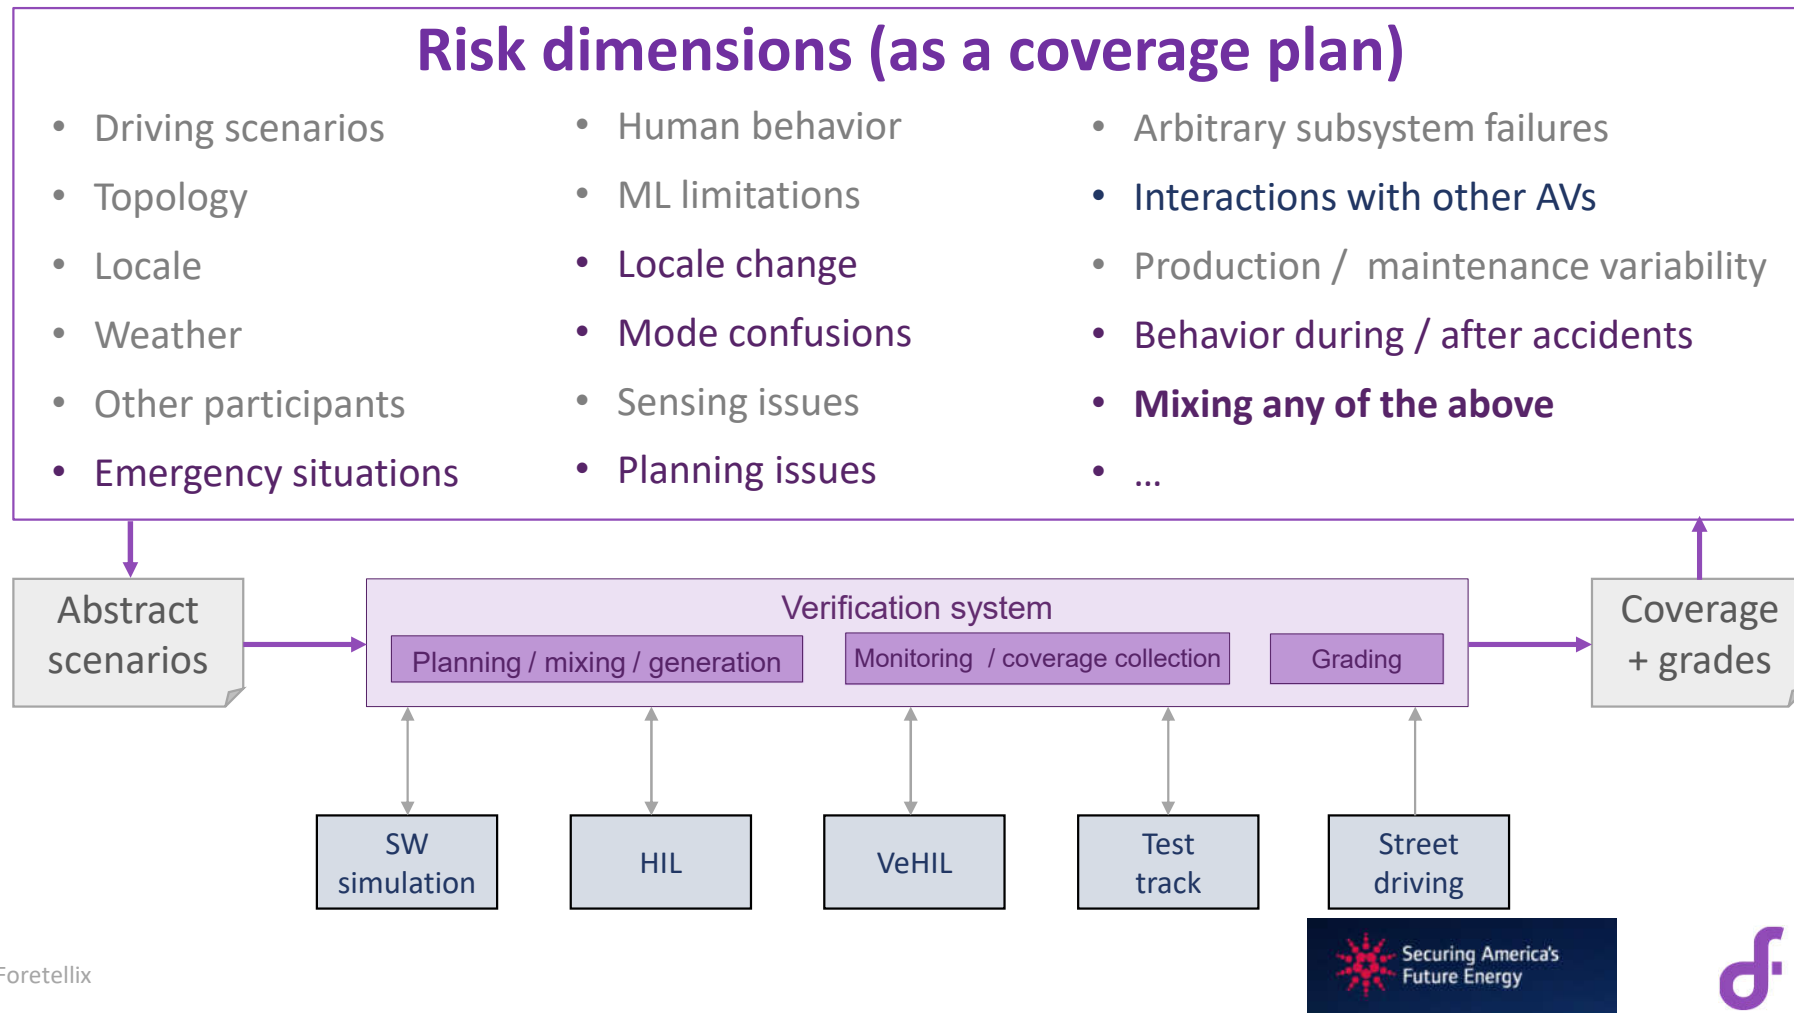 Risk dimensions (as a coverage plan)
• Driving scenarios
• Topology
• Locale
• Weather
• Other participants
• Emergency situations
• Human behavior
• ML limitations
• Locale change
• Mode confusions
• Sensing issues
• Planning issues
• Arbitrary subsystem failures
• Interactions with other AVs
• Production / maintenance variability
• Behavior during / after accidents
• Mixing any of the above
• ...
Abstract
scenarios
Verification system
Planning / mixing / generation
Monitoring / coverage collection
Grading
Coverage
+ grades
SW
simulation
HIL
VeHIL
Test
track
Street
driving
Foretellix
Securing America's
Future Energy